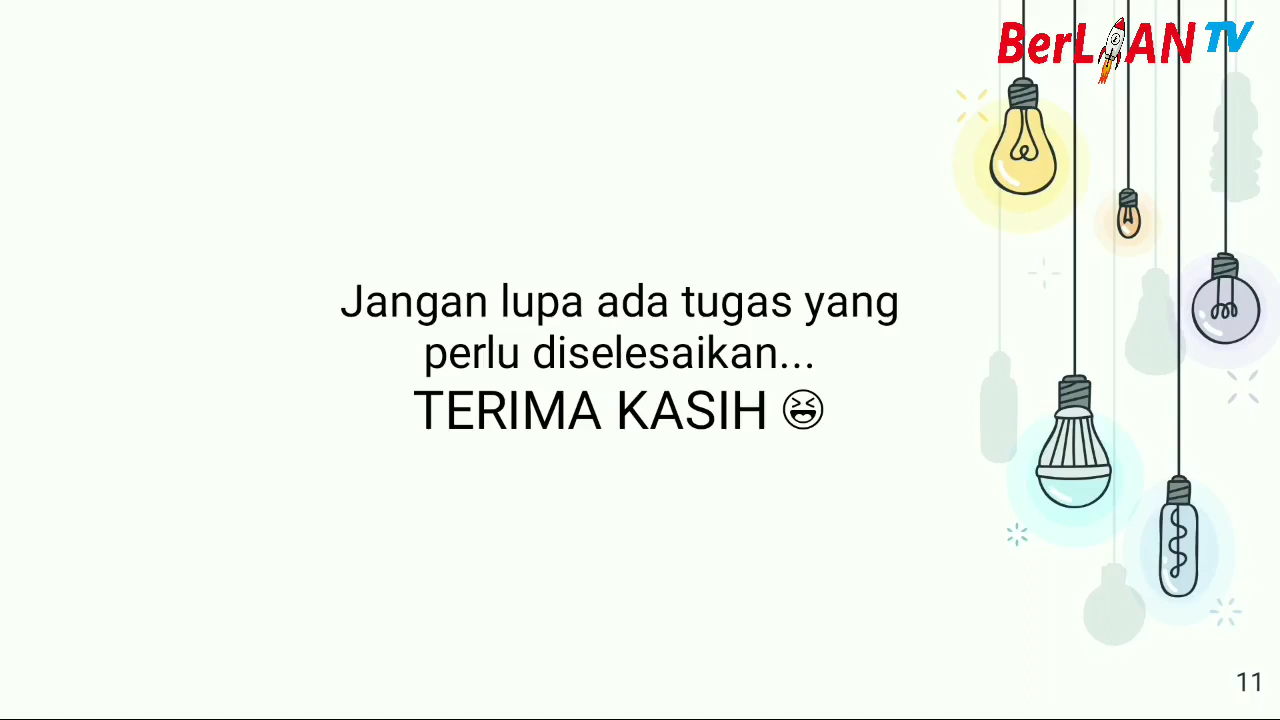 BerLIAN TV
Jangan lupa ada tugas yang
perlu diselesaikan...
TERIMA KASIH 😆
11